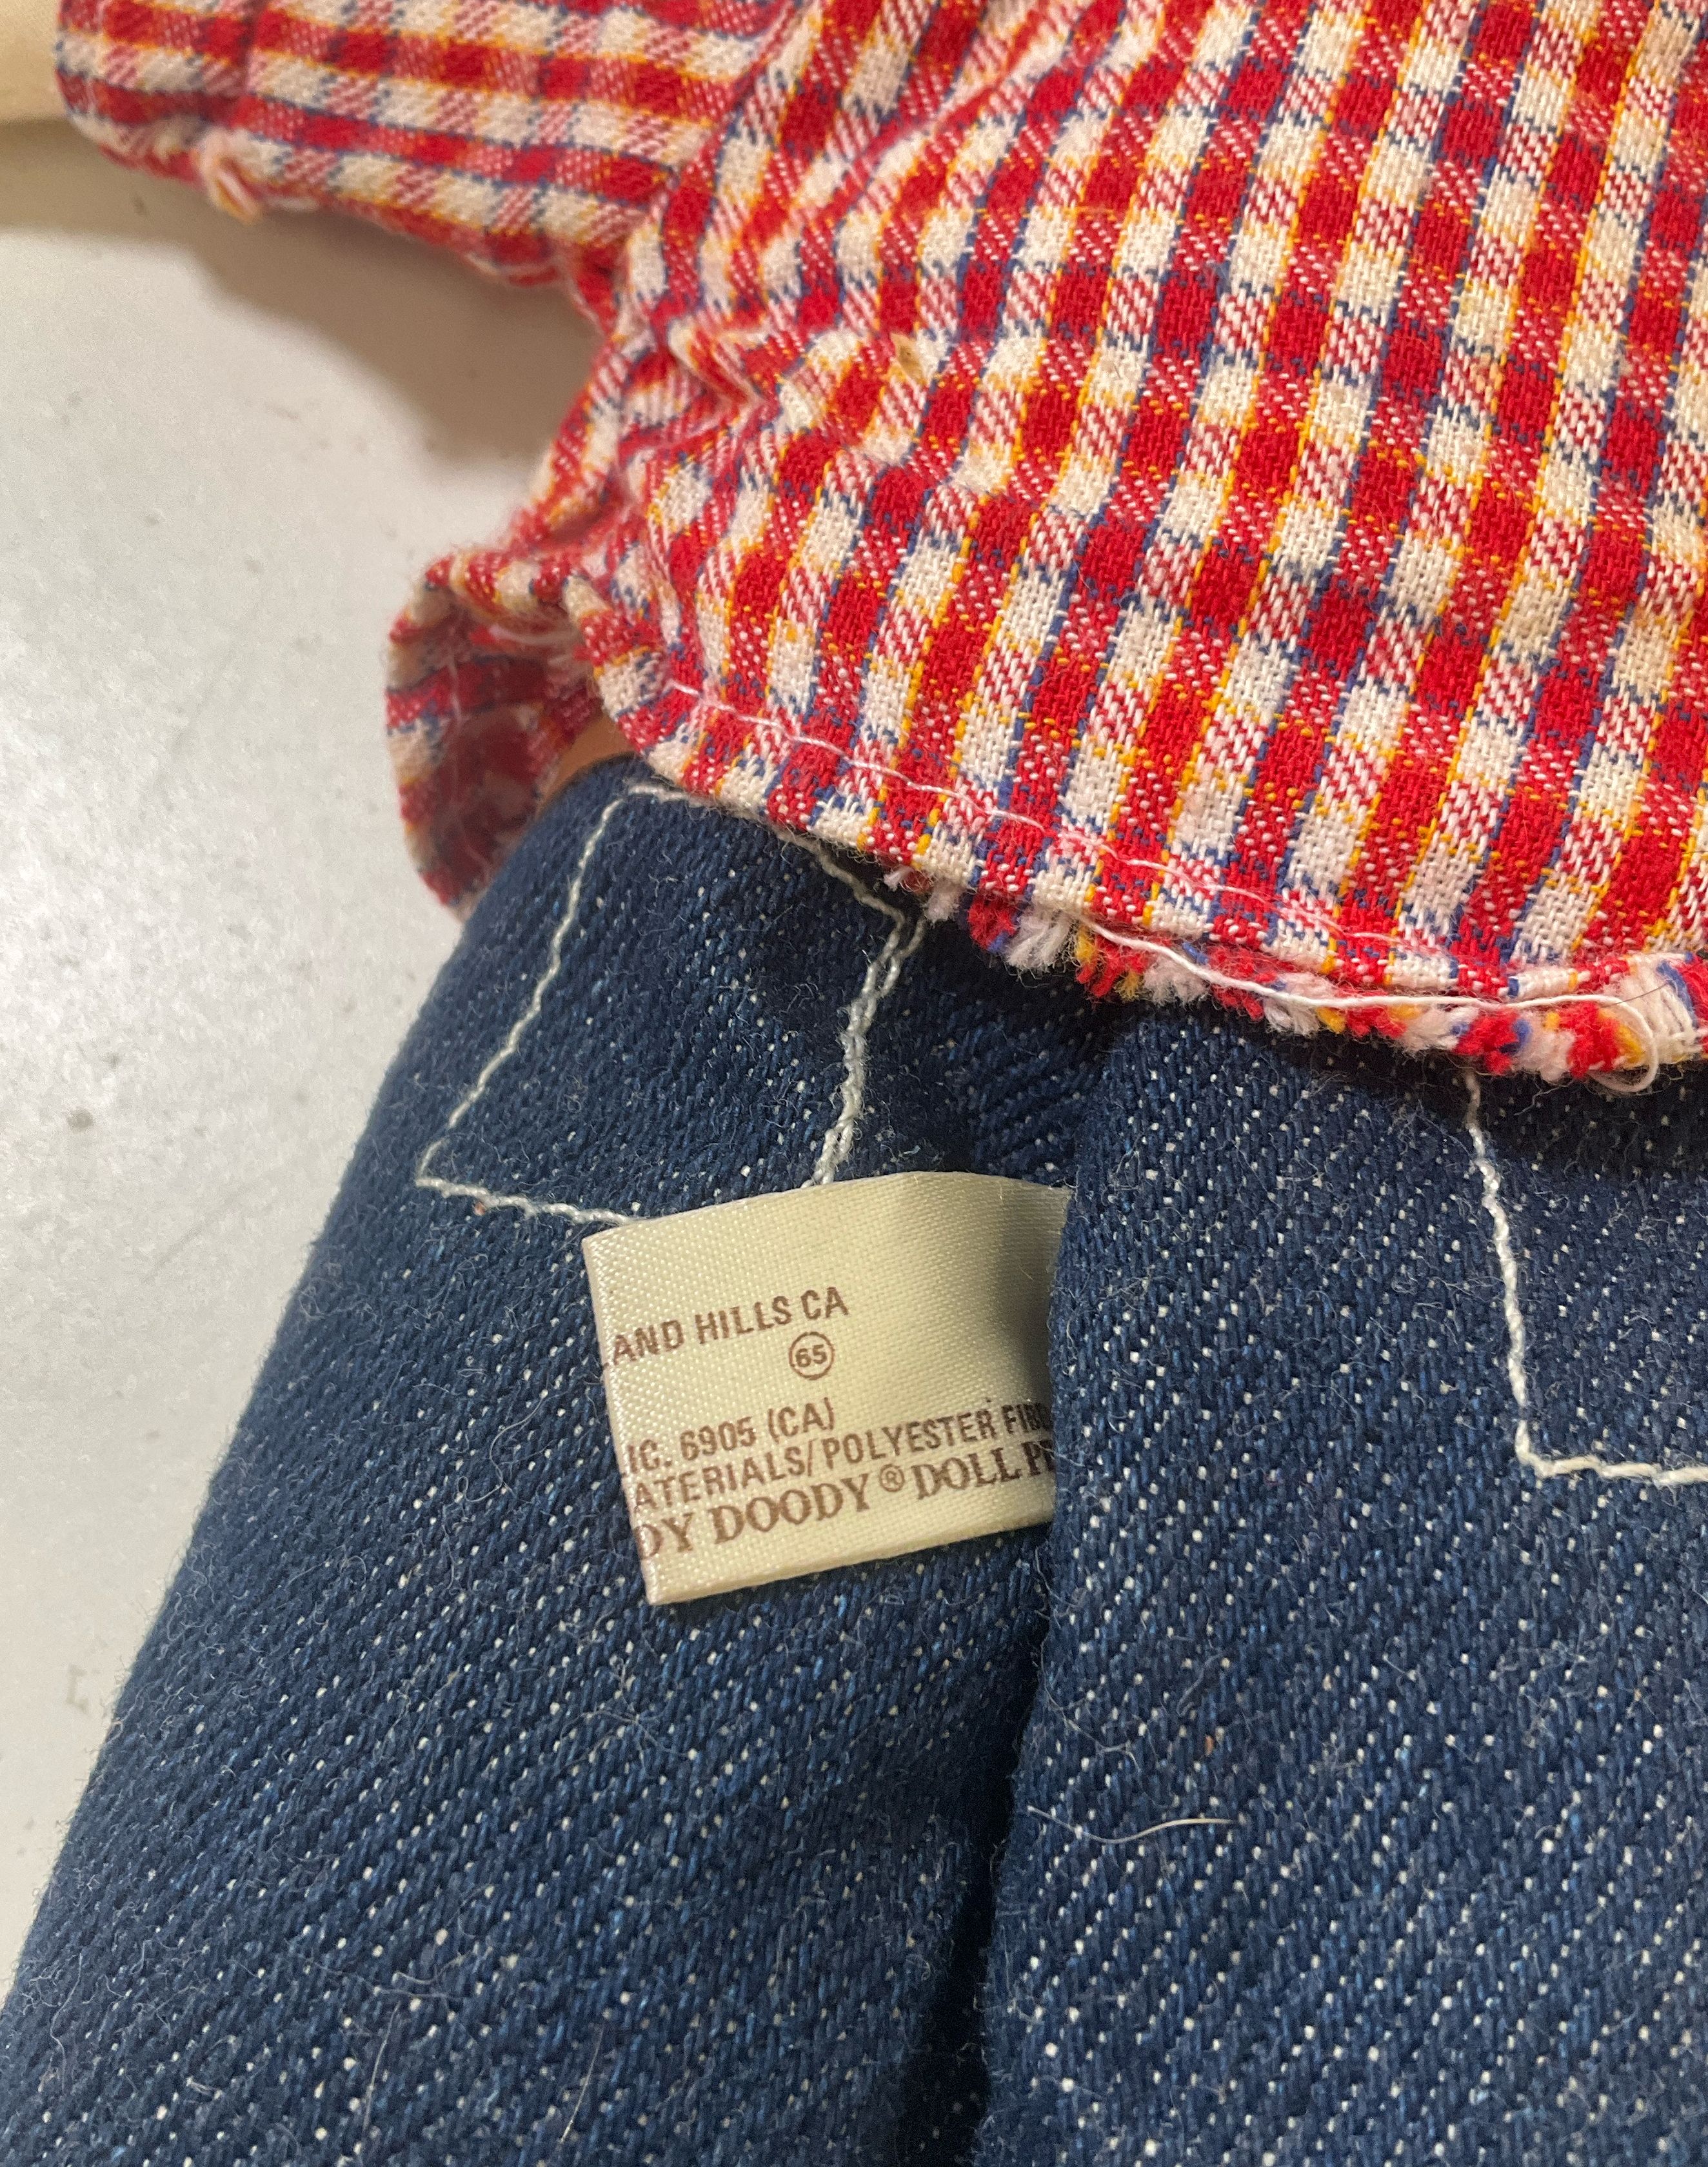 AND HILLS CA
65
IC. 6905 (CA)
ATERIALS/POLYESTER FIB
DY DOODY® DOLL